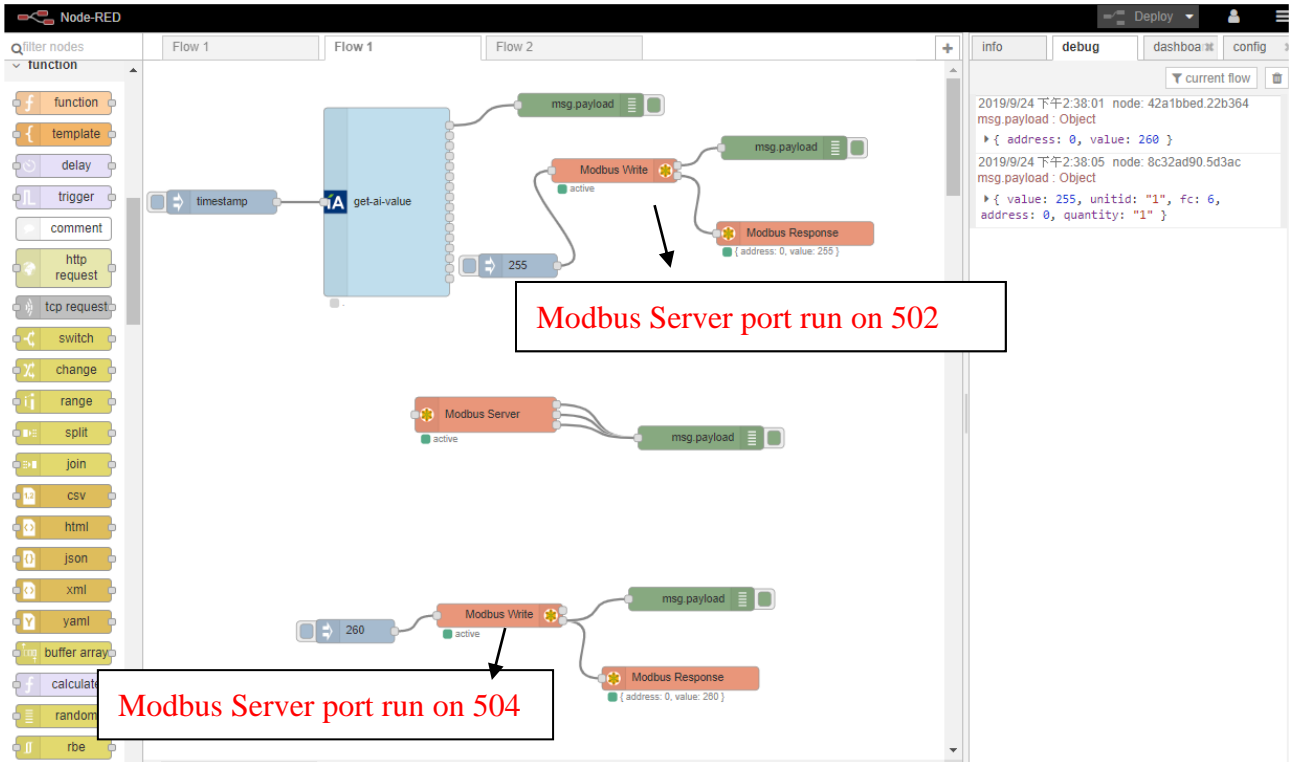 Node-RED
Deploy
filter nodes
Flow 1
Flow 1
Flow 2
+
info
debug
dashboa
config
current flow
function
function
template
delay
trigger
comment
http
request
tcp request
switch
change
range
split
join
csv
html
json
xml
yaml
buffer array
calculate
random
rbe
timestamp
get-ai-value
msg.payload
Modbus Write
active
255
msg.payload
Modbus Response
{ address: 0, value: 255 }
Modbus Server port run on 502
Modbus Server
active
msg.payload
260
Modbus Write
active
msg.payload
Modbus Response
{ address: 0, value: 260 }
Modbus Server port run on 504
2019/9/24 下午2:38:01 node: 42a1bbed.22b364
msg.payload : Object
{ address: 0, value: 260 }
2019/9/24 下午2:38:05 node: 8c32ad90.5d3ac
msg.payload : Object
{ value: 255, unitid: "1", fc: 6,
address: 0, quantity: "1" }